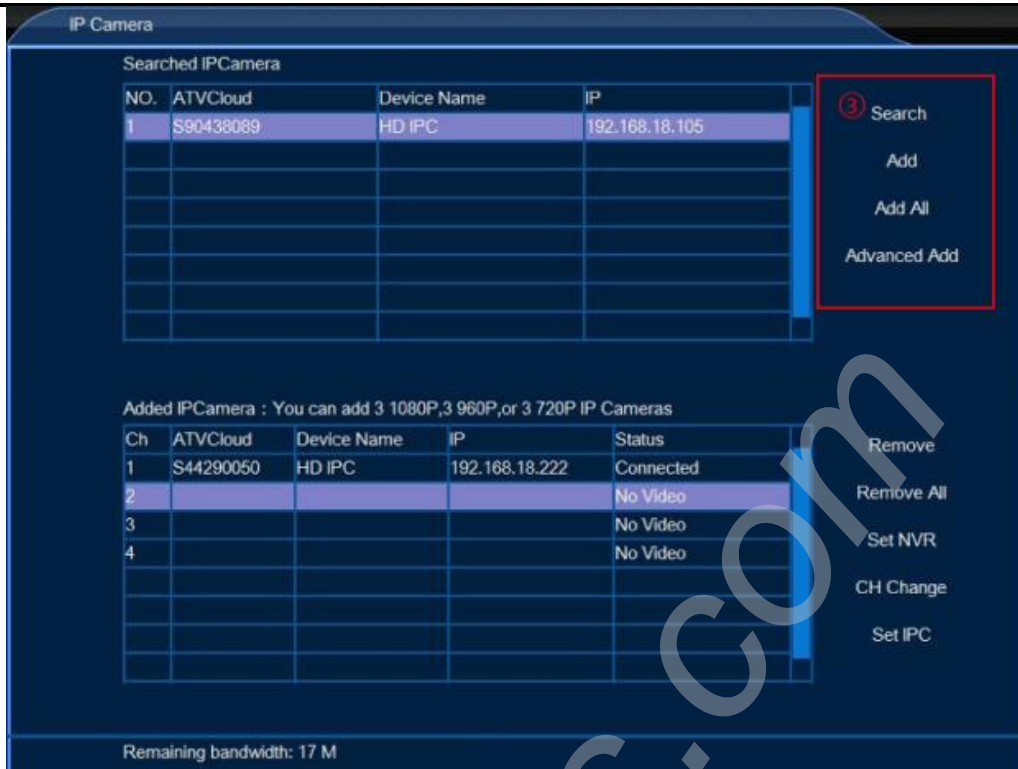 IP Camera
Searched IPCamera
NO. ATVCloud Device Name IP
1 S90438089 HD IPC 192.168.18.105
③ Search
Add
Add All
Advanced Add
Added IPCamera : You can add 3 1080P,3 960P,or 3 720P IP Cameras
Ch ATVCloud Device Name IP Status
1 S44290050 HD IPC 192.168.18.222 Connected
2 No Video
3 No Video
4 No Video
Remove
Remove All
Set NVR
CH Change
Set IPC
Remaining bandwidth: 17 M
s.com